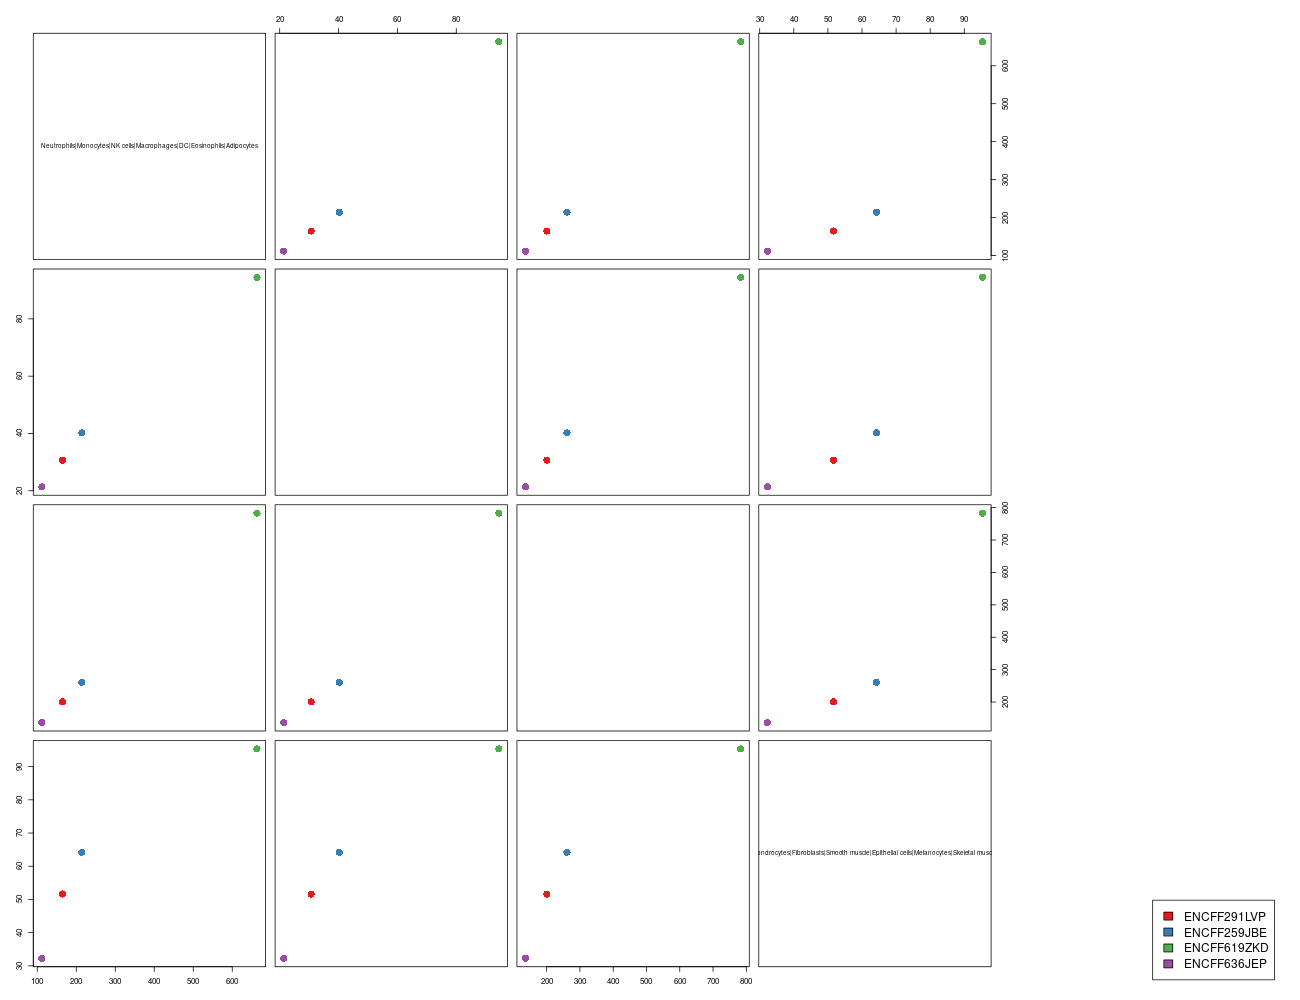 20 40 60 80
30 40 50 60 70 80 90
Neutrophils|Monocytes|NK cells|Macrophages|DC|Eosinophils|Adipocytes
100 200 300 400 500 600
20 40 60 80
200 300 400 500 600 700 800
30 40 50 60 70 80 90
ndrocytes|Fibroblasts|Smooth muscle|Epithelial cells|Melanocytes|Skeletal musc
100 200 300 400 500 600
200 300 400 500 600 700 800
ENCFF291LVP
ENCFF259JBE
ENCFF619ZKD
ENCFF636JEP